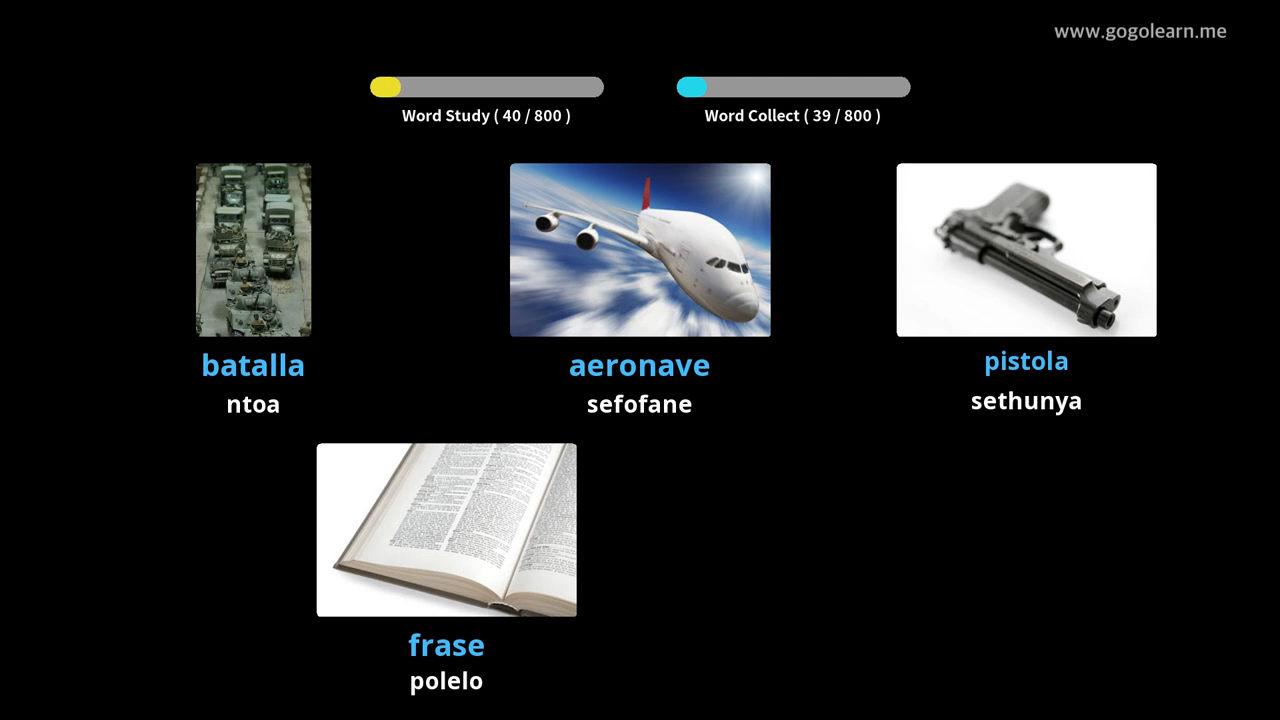 www.gogolearn.me
Word Study ( 40 / 800 )
Word Collect ( 39 / 800 )
batalla
ntoa
aeronave
sefofane
pistola
sethunya
frase
polelo